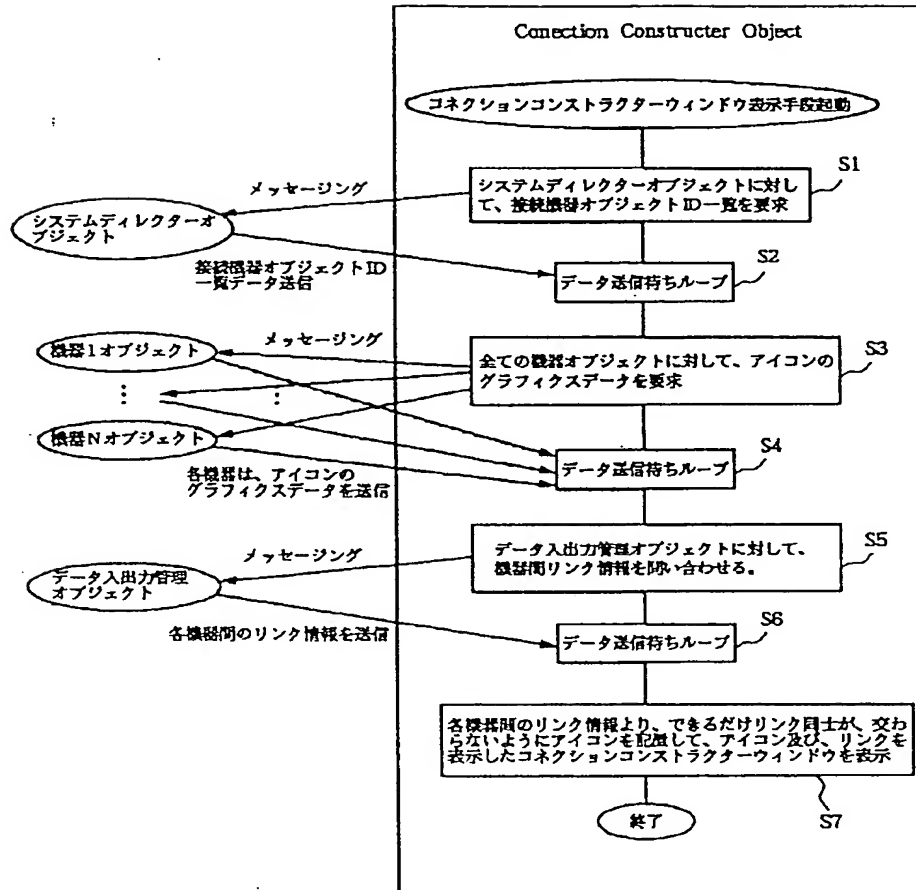 Conection Constructer Object
コネクションコンストラクターウィンドウ表示手段起動
S1
メッセージング
システムディレクターオブジェクトに対し
て、接続機器オブジェクトID一覧を要求
システムディレクターオ
ブジェクト
接続機器オブジェクトID
一覧データ送信
S2
データ送信待ちループ
メッセージング
S3
機器1オブジェクト
全ての機器オブジェクトに対して、アイコンの
グラフィクスデータを要求
機器Nオブジェクト
S4
データ送信待ちループ
各機器は、アイコンの
グラフィクスデータを送信
メッセージング
S5
データ入出力管理オブジェクトに対して、
機器間リンク情報を問い合わせる。
データ入出力管理
オブジェクト
S6
各機器間のリンク情報を送信
データ送信待ちループ
各機器間のリンク情報より、できるだけリンク同士が、交わ
らないようにアイコンを記置して、アイコン及び、リンクを
表示したコネクションコンストラクターウィンドウを表示
S7
終了